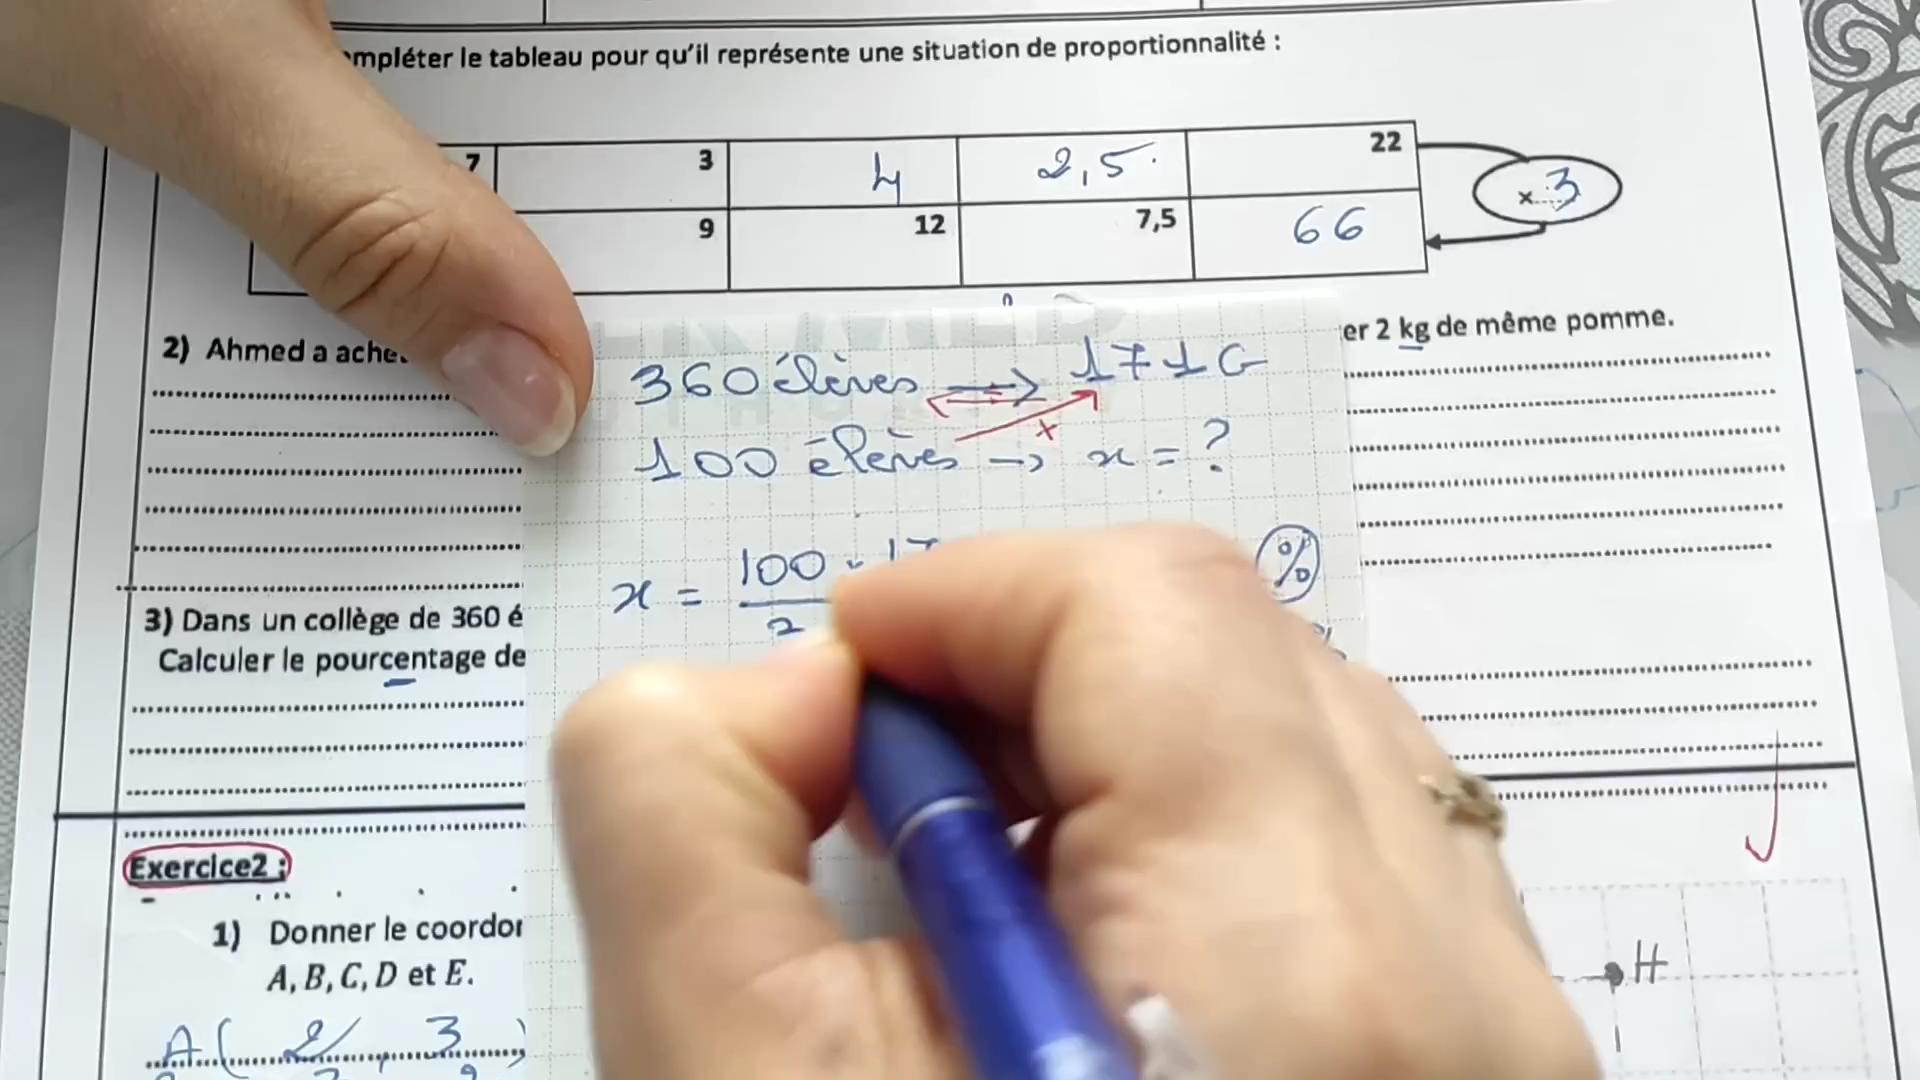 mpléter le tableau pour qu'il représente une situation de proportionnalité :
7 3 4 2,5 22
9 12 7,5 66
× 3
2) Ahmed a ache
er 2 kg de même pomme.
360 élèves → 171 G
×
100 élèves → x = ?
x = 100 × 17
%
3) Dans un collège de 360 é
Calculer le pourcentage de
Exercice2 :
1) Donner le coordon
A, B, C, D et E.
A ( 2 , 3 )
H